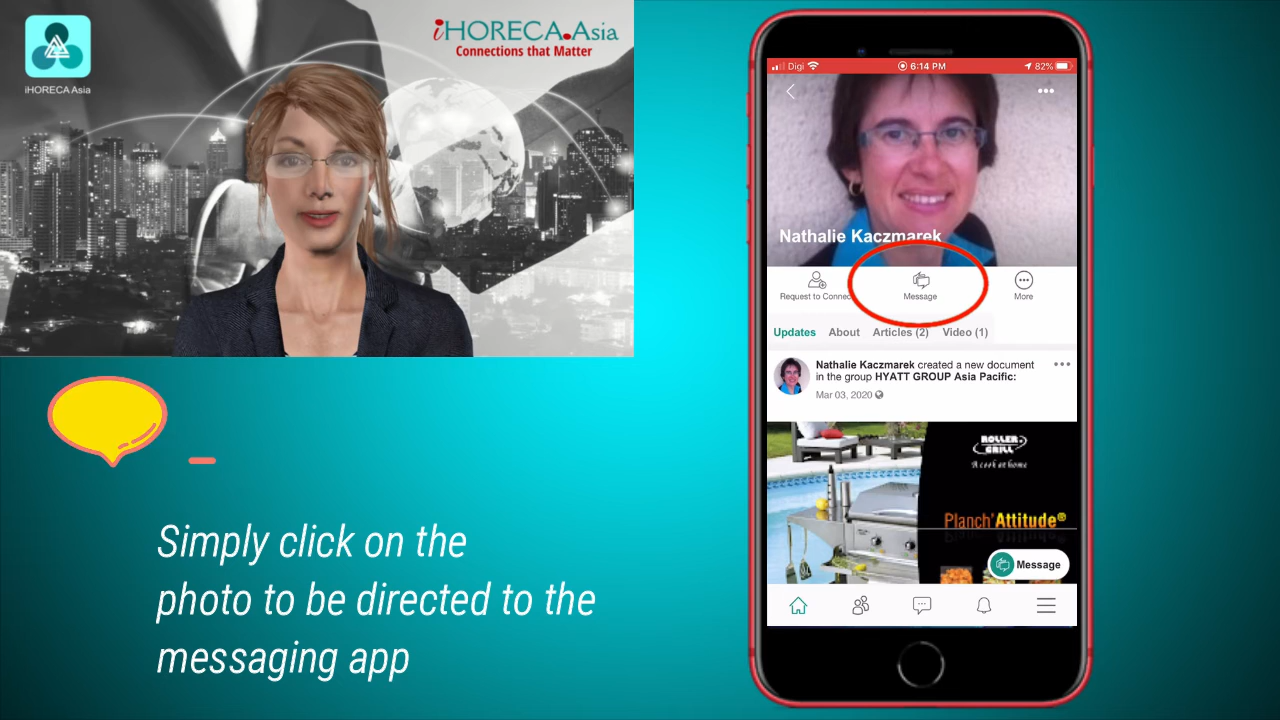 iHORECA.Asia
Connections that Matter
iHORECA Asia
Simply click on the
photo to be directed to the
messaging app
Digi 6:14 PM 82%
Nathalie Kaczmarek
Request to Connec Message More
Updates About Articles (2) Video (1)
Nathalie Kaczmarek created a new document
in the group HYATT GROUP Asia Pacific:
Mar 03, 2020
ROLLER
GRILL
A cook at home
Planch'Attitude®
Message